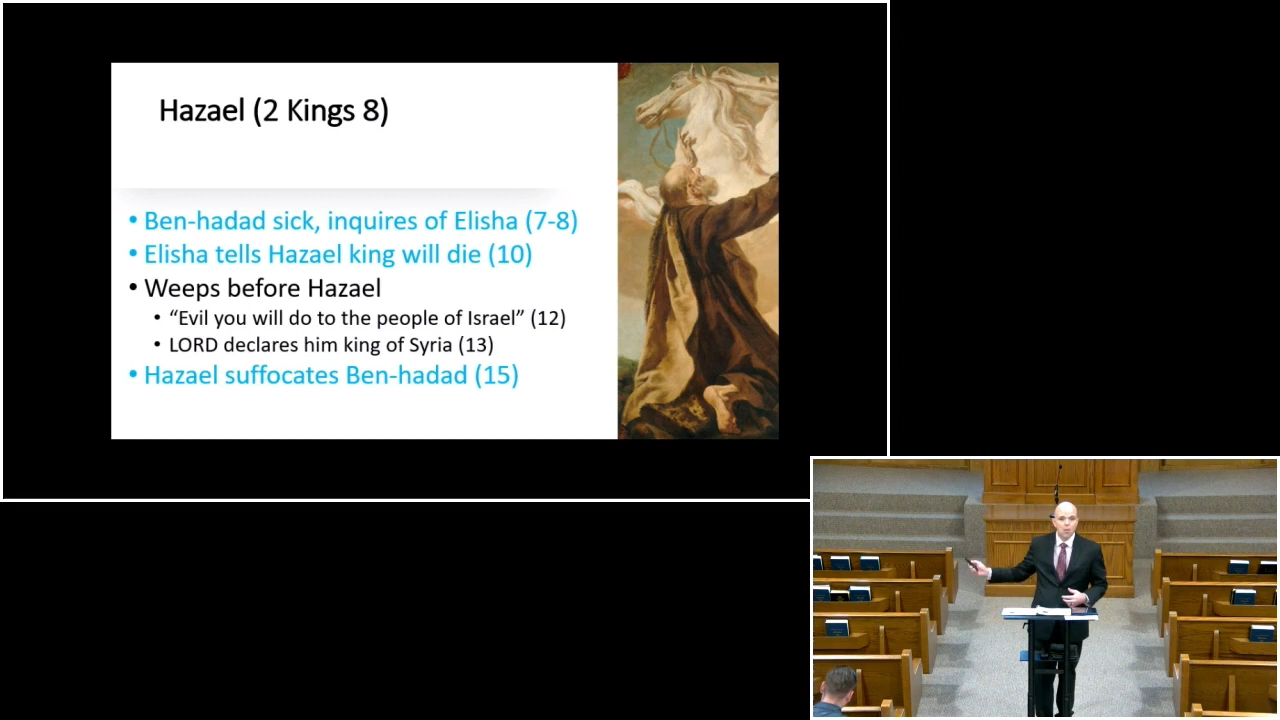 Hazael (2 Kings 8)
• Ben-hadad sick, inquires of Elisha (7-8)
• Elisha tells Hazael king will die (10)
• Weeps before Hazael
• “Evil you will do to the people of Israel” (12)
• LORD declares him king of Syria (13)
• Hazael suffocates Ben-hadad (15)